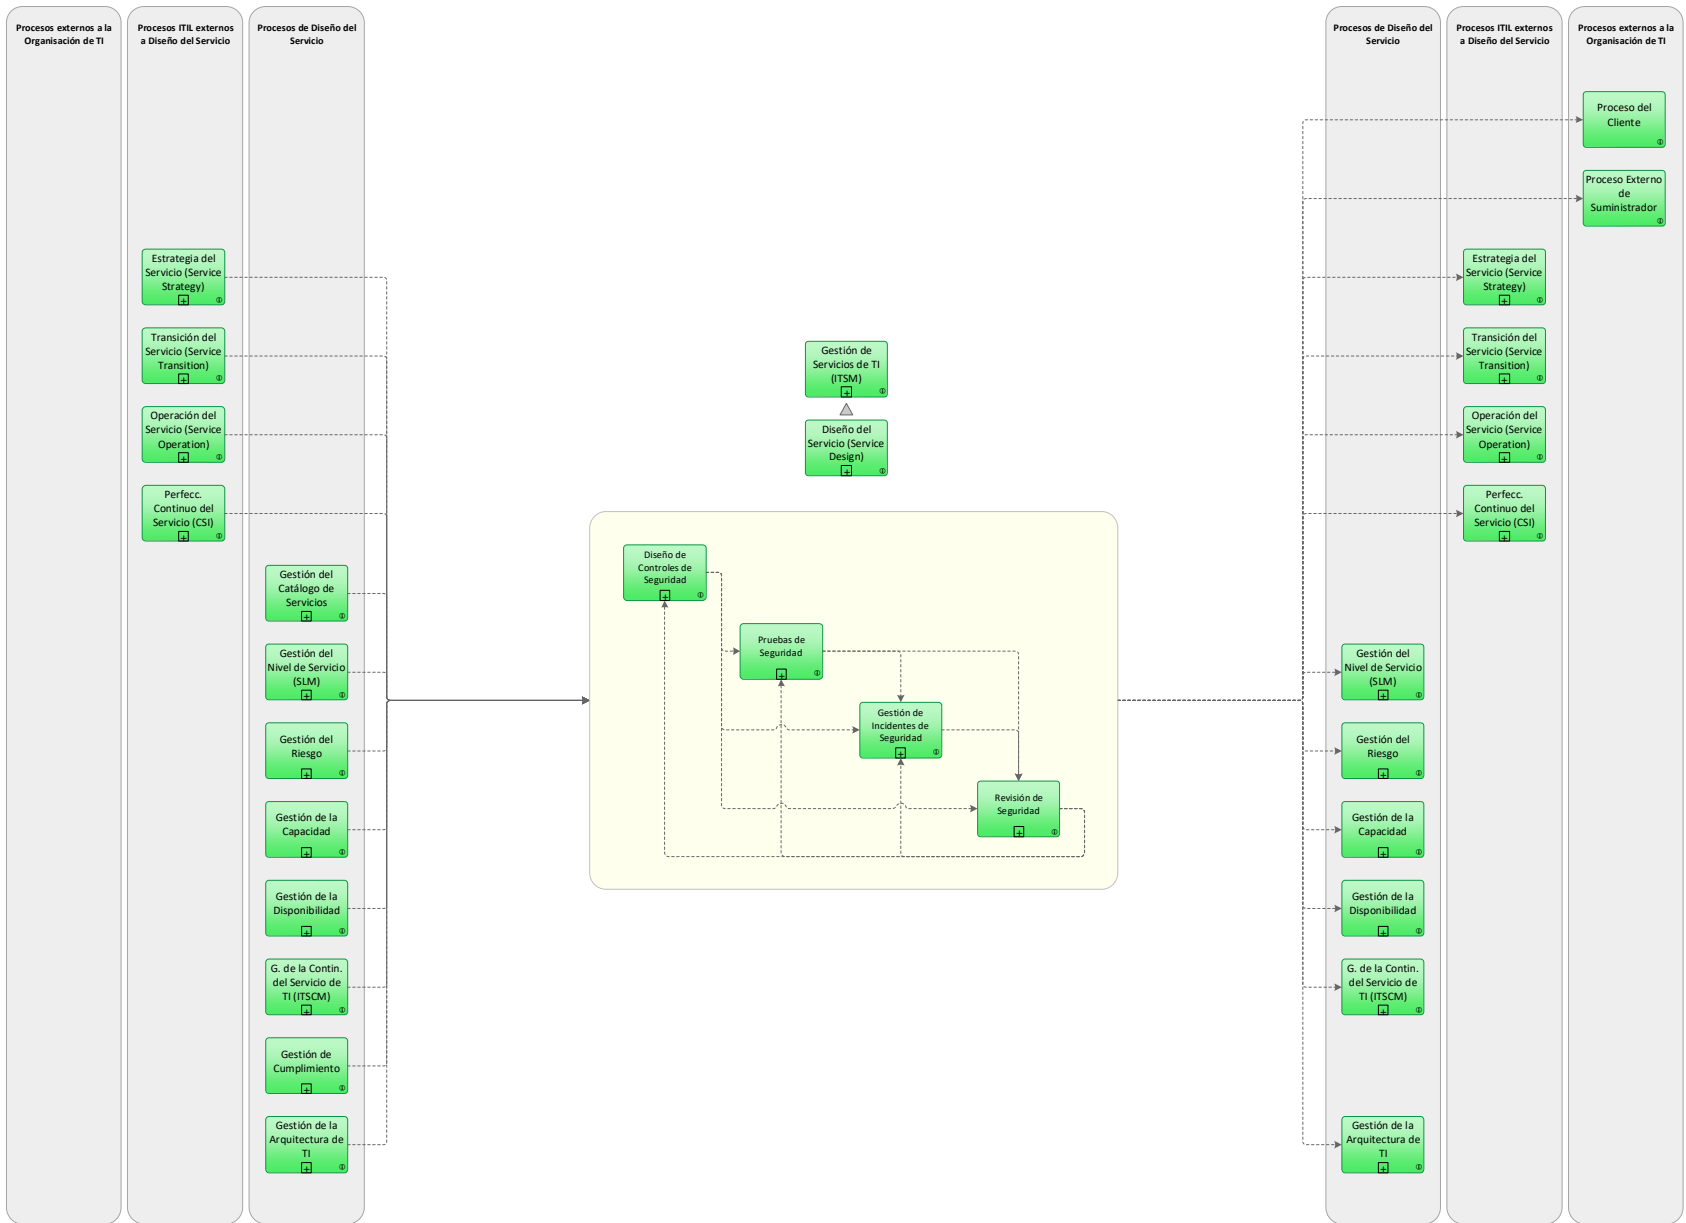 Procesos externos a la
Organisación de TI
Procesos ITIL externos
a Diseño del Servicio
Procesos de Diseño del
Servicio
Procesos de Diseño del
Servicio
Procesos ITIL externos
a Diseño del Servicio
Procesos externos a la
Organisación de TI
Estrategia del
Servicio (Service
Strategy)
Transición del
Servicio (Service
Transition)
Operación del
Servicio (Service
Operation)
Perfecc.
Continuo del
Servicio (CSI)
Gestión del
Catálogo de
Servicios
Gestión del
Nivel de Servicio
(SLM)
Gestión del
Riesgo
Gestión de la
Capacidad
Gestión de la
Disponibilidad
G. de la Contin.
del Servicio de
TI (ITSCM)
Gestión de
Cumplimiento
Gestión de la
Arquitectura de
TI
Gestión de
Servicios de TI
(ITSM)
Diseño del
Servicio (Service
Design)
Diseño de
Controles de
Seguridad
Pruebas de
Seguridad
Gestión de
Incidentes de
Seguridad
Revisión de
Seguridad
Proceso del
Cliente
Proceso Externo
de
Suministrador
Estrategia del
Servicio (Service
Strategy)
Transición del
Servicio (Service
Transition)
Operación del
Servicio (Service
Operation)
Perfecc.
Continuo del
Servicio (CSI)
Gestión del
Nivel de Servicio
(SLM)
Gestión del
Riesgo
Gestión de la
Capacidad
Gestión de la
Disponibilidad
G. de la Contin.
del Servicio de
TI (ITSCM)
Gestión de la
Arquitectura de
TI